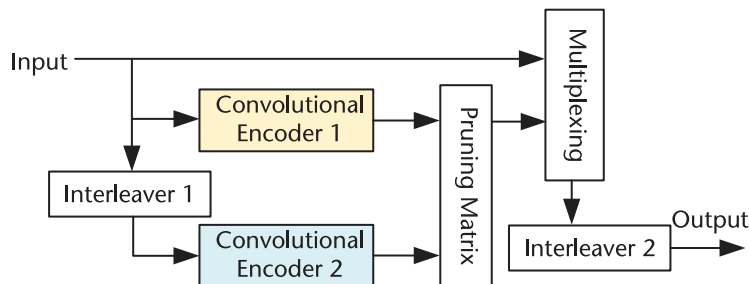 Input
Convolutional
Encoder 1
Interleaver 1
Convolutional
Encoder 2
Pruning Matrix
Multiplexing
Interleaver 2
Output